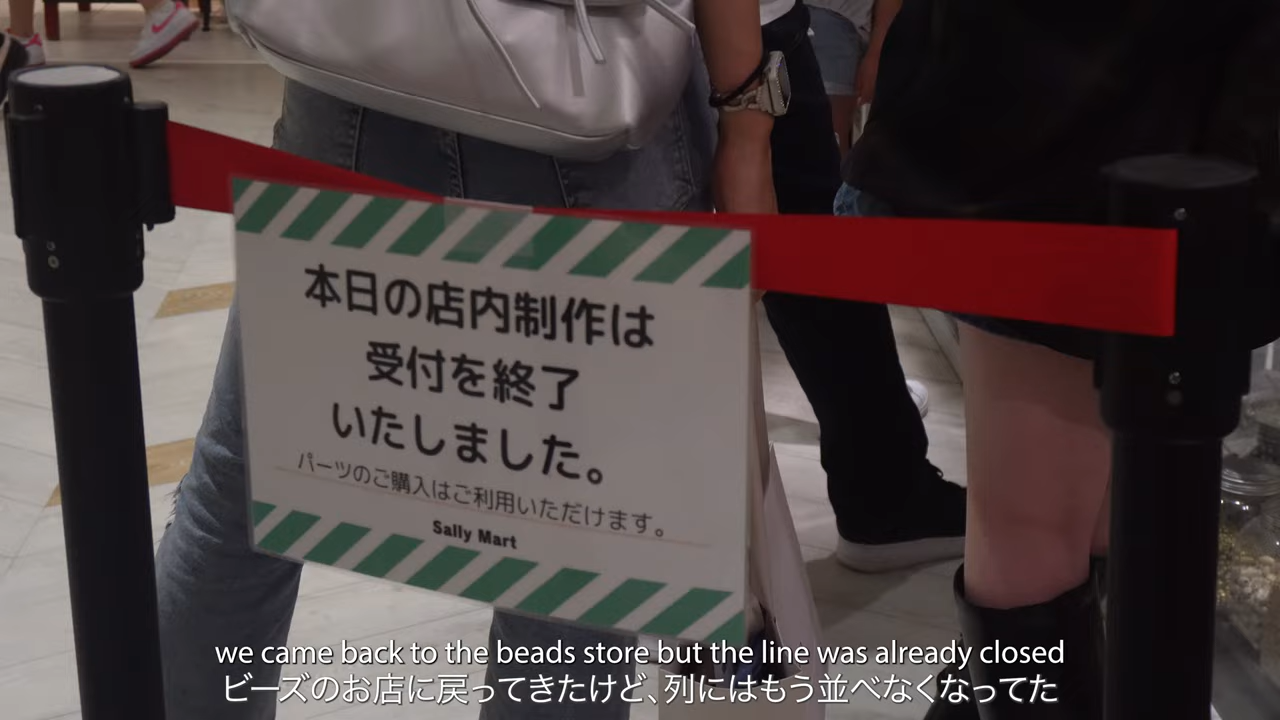 本日の店内制作は
受付を終了
いたしました。
パーツのご購入はご利用いただけます。
Sally Mart
we came back to the beads store but the line was already closed
ビーズのお店に戻ってきたけど、列にはもう並べなくなってた